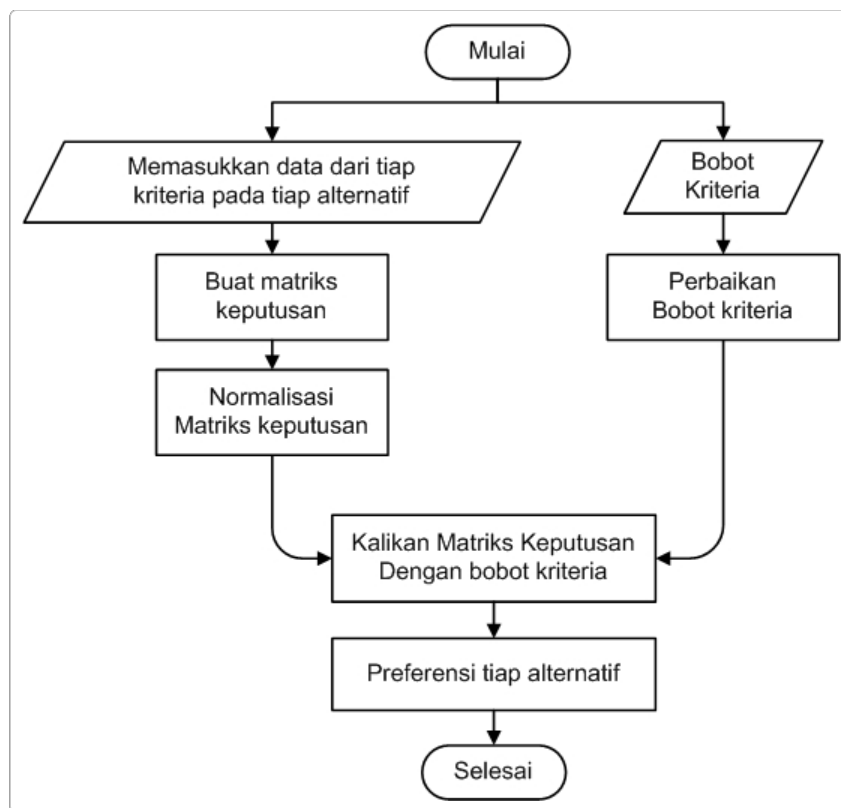 Mulai
Memasukkan data dari tiap
kriteria pada tiap alternatif
Bobot
Kriteria
Buat matriks
keputusan
Perbaikan
Bobot kriteria
Normalisasi
Matriks keputusan
Kalikan Matriks Keputusan
Dengan bobot kriteria
Preferensi tiap alternatif
Selesai